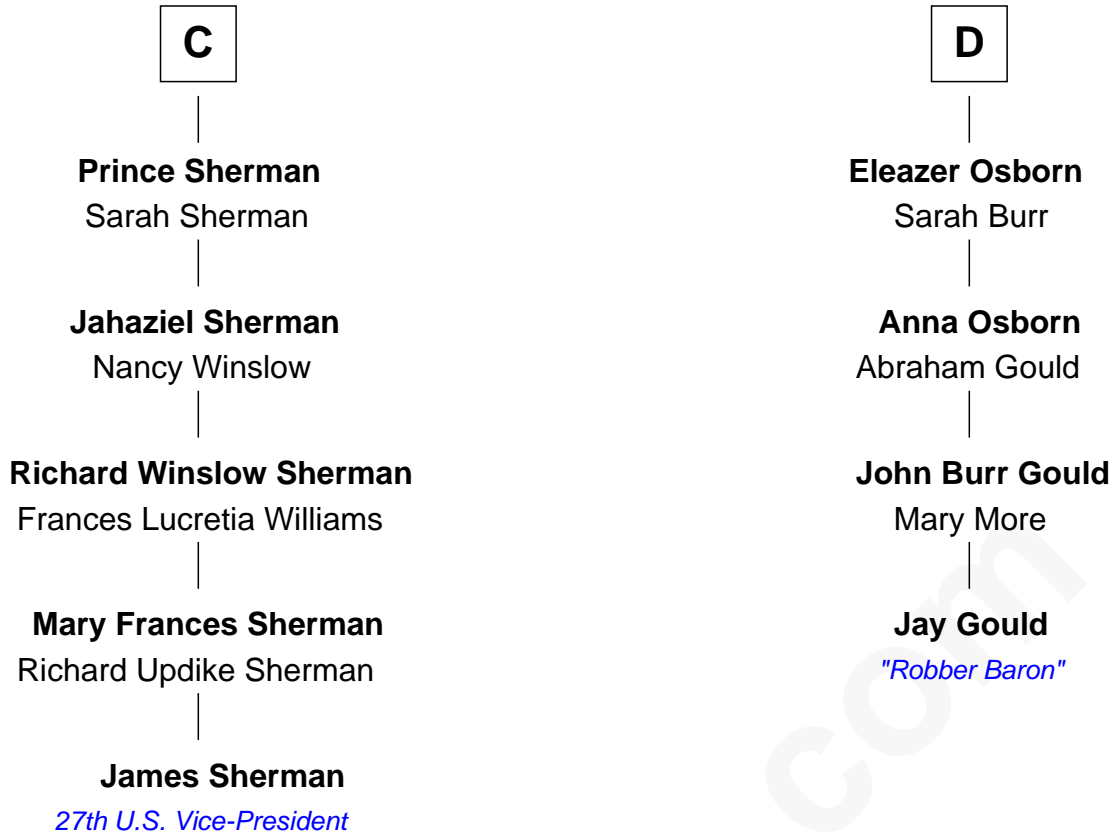 C
Prince Sherman
Sarah Sherman
Jahaziel Sherman
Nancy Winslow
Richard Winslow Sherman
Frances Lucretia Williams
Mary Frances Sherman
Richard Updike Sherman
James Sherman
27th U.S. Vice-President
D
Eleazer Osborn
Sarah Burr
Anna Osborn
Abraham Gould
John Burr Gould
Mary More
Jay Gould
"Robber Baron"
com